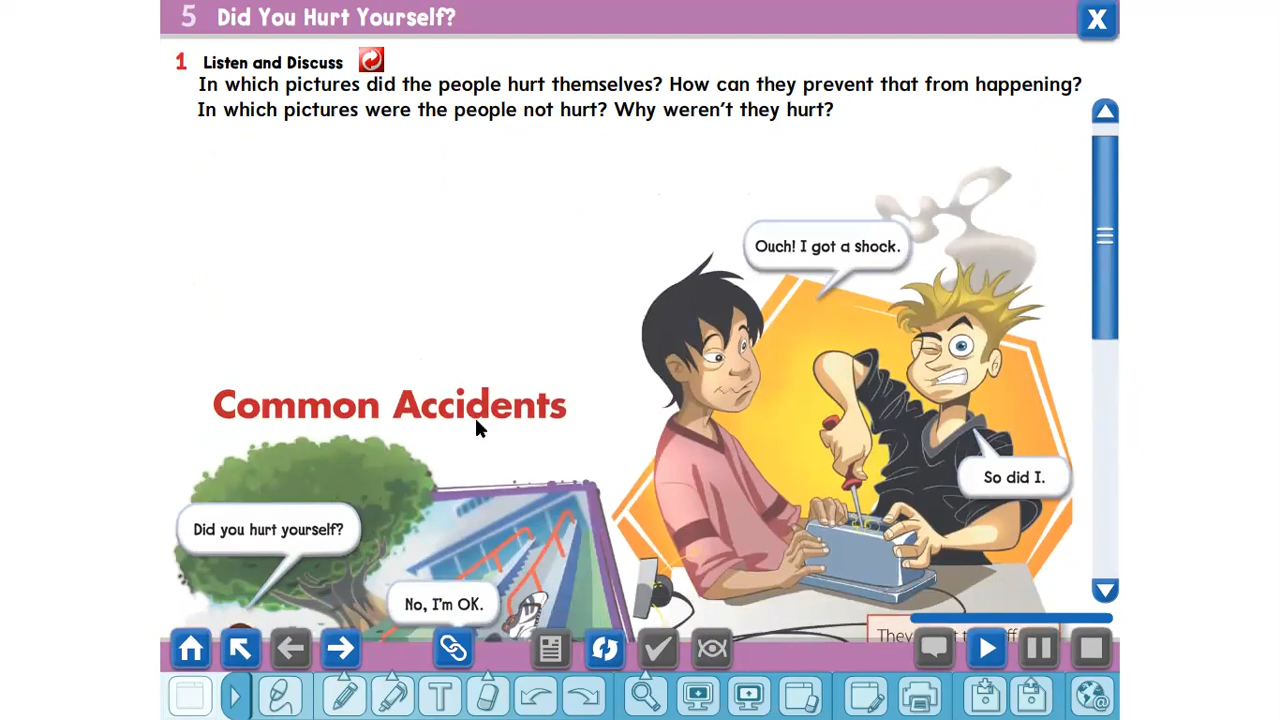 5 Did You Hurt Yourself?
X
1 Listen and Discuss
In which pictures did the people hurt themselves? How can they prevent that from happening?
In which pictures were the people not hurt? Why weren't they hurt?
Ouch! I got a shock.
Common Accidents
So did I.
Did you hurt yourself?
No, I'm OK.
They
T